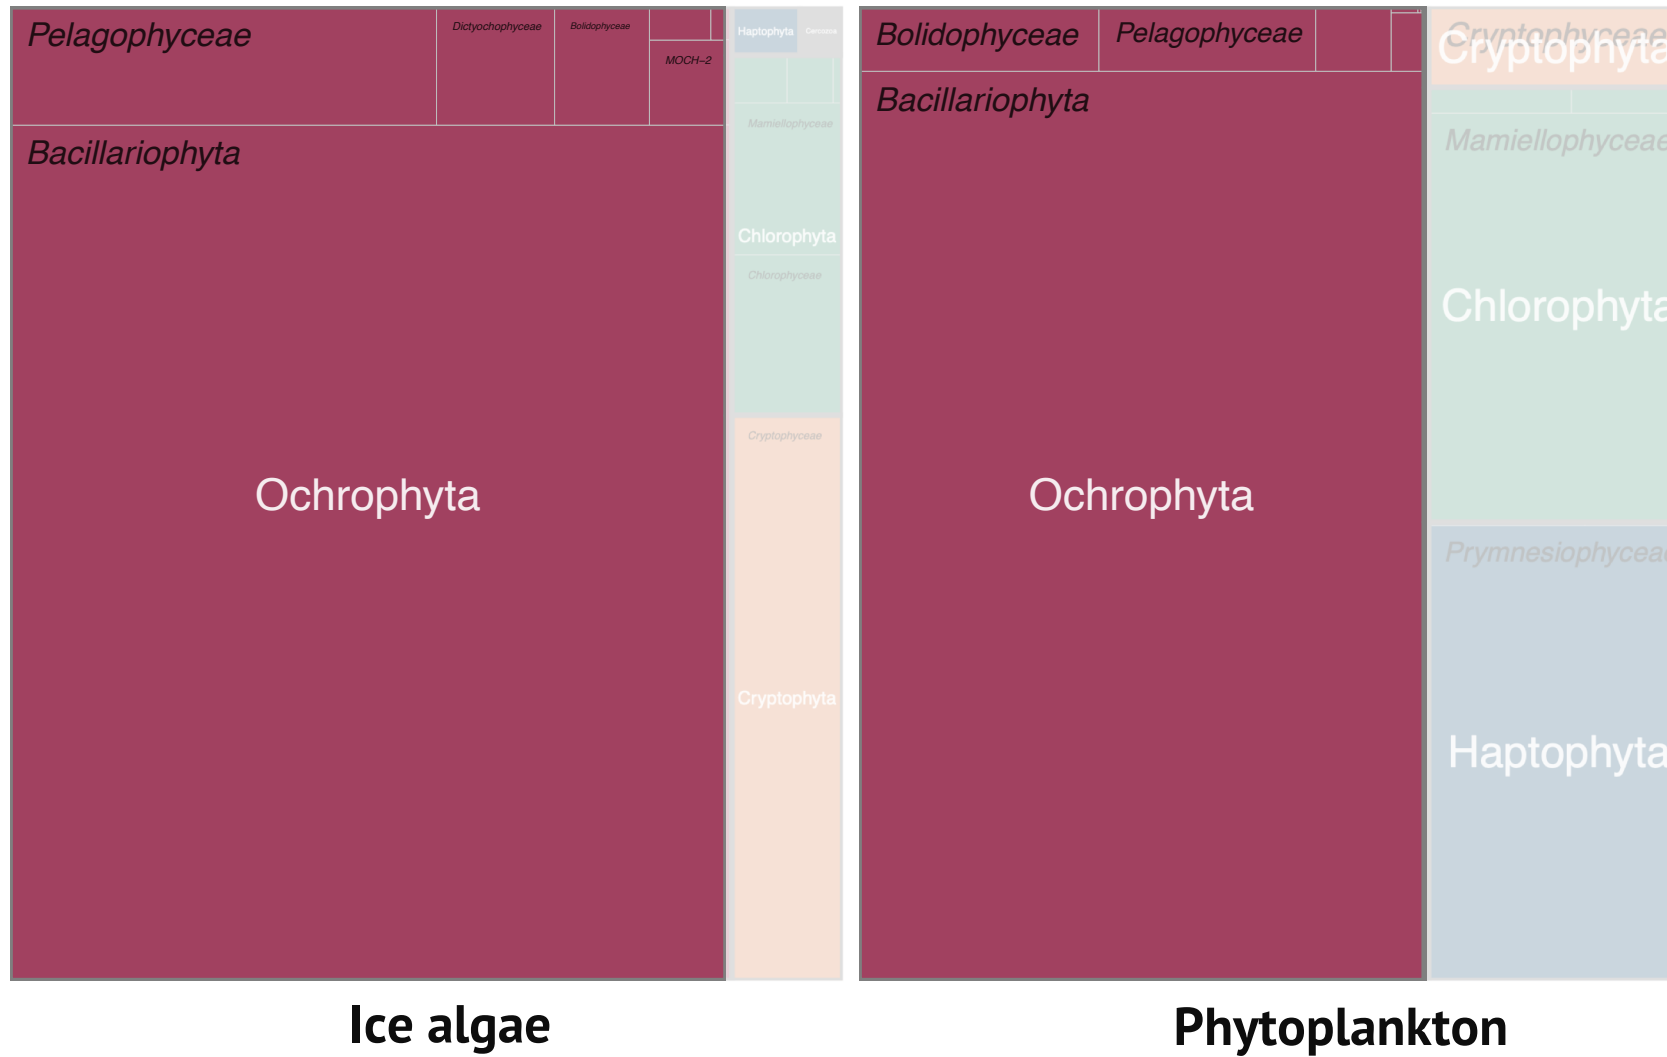 Pelagophyceae
Dictyochophyceae
Bolidophyceae
MOCH−2
Bacillariophyta
Ochrophyta
Haptophyta
Cercozoa
Mamiellophyceae
Chlorophyta
Chlorophyceae
Cryptophyceae
Cryptophyta
Ice algae
Bolidophyceae
Pelagophyceae
Bacillariophyta
Ochrophyta
Cryptophyceae
Cryptophyta
Mamiellophyceae
Chlorophyta
Prymnesiophyceae
Haptophyta
Phytoplankton